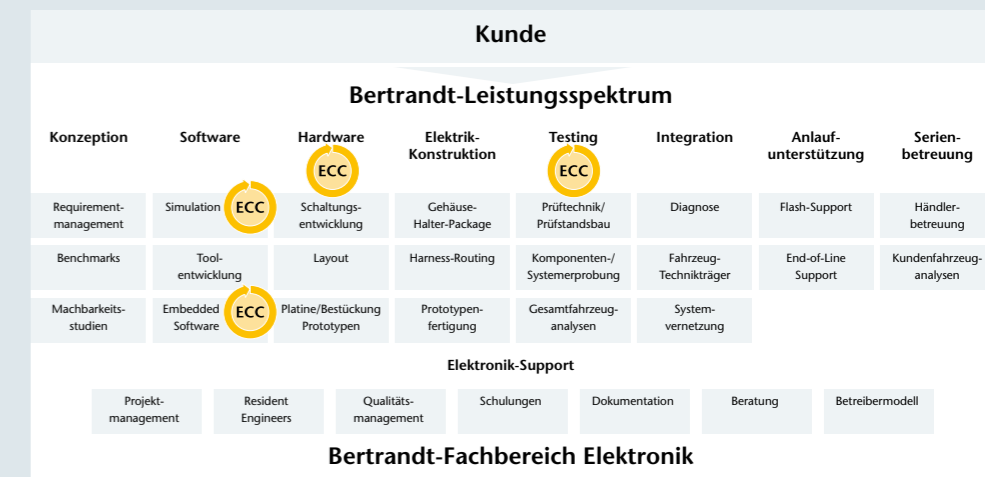 Kunde
Bertrandt-Leistungsspektrum
Konzeption
Software
Hardware
Elektrik-
Konstruktion
Testing
Integration
Anlauf-
unterstützung
Serien-
betreuung
ECC
ECC
Requirement-
management
Simulation
ECC
Schaltungs-
entwicklung
Gehäuse-
Halter-Package
Prüftechnik/
Prüfstandsbau
Diagnose
Flash-Support
Händler-
betreuung
Benchmarks
Tool-
entwicklung
Layout
Harness-Routing
Komponenten-/
Systemerprobung
Fahrzeug-
Technikträger
End-of-Line
Support
Kundenfahrzeug-
analysen
Machbarkeits-
studien
Embedded
Software
ECC
Platine/Bestückung
Prototypen
Prototypen-
fertigung
Gesamtfahrzeug-
analysen
System-
vernetzung
Elektronik-Support
Projekt-
management
Resident
Engineers
Qualitäts-
management
Schulungen
Dokumentation
Beratung
Betreibermodell
Bertrandt-Fachbereich Elektronik